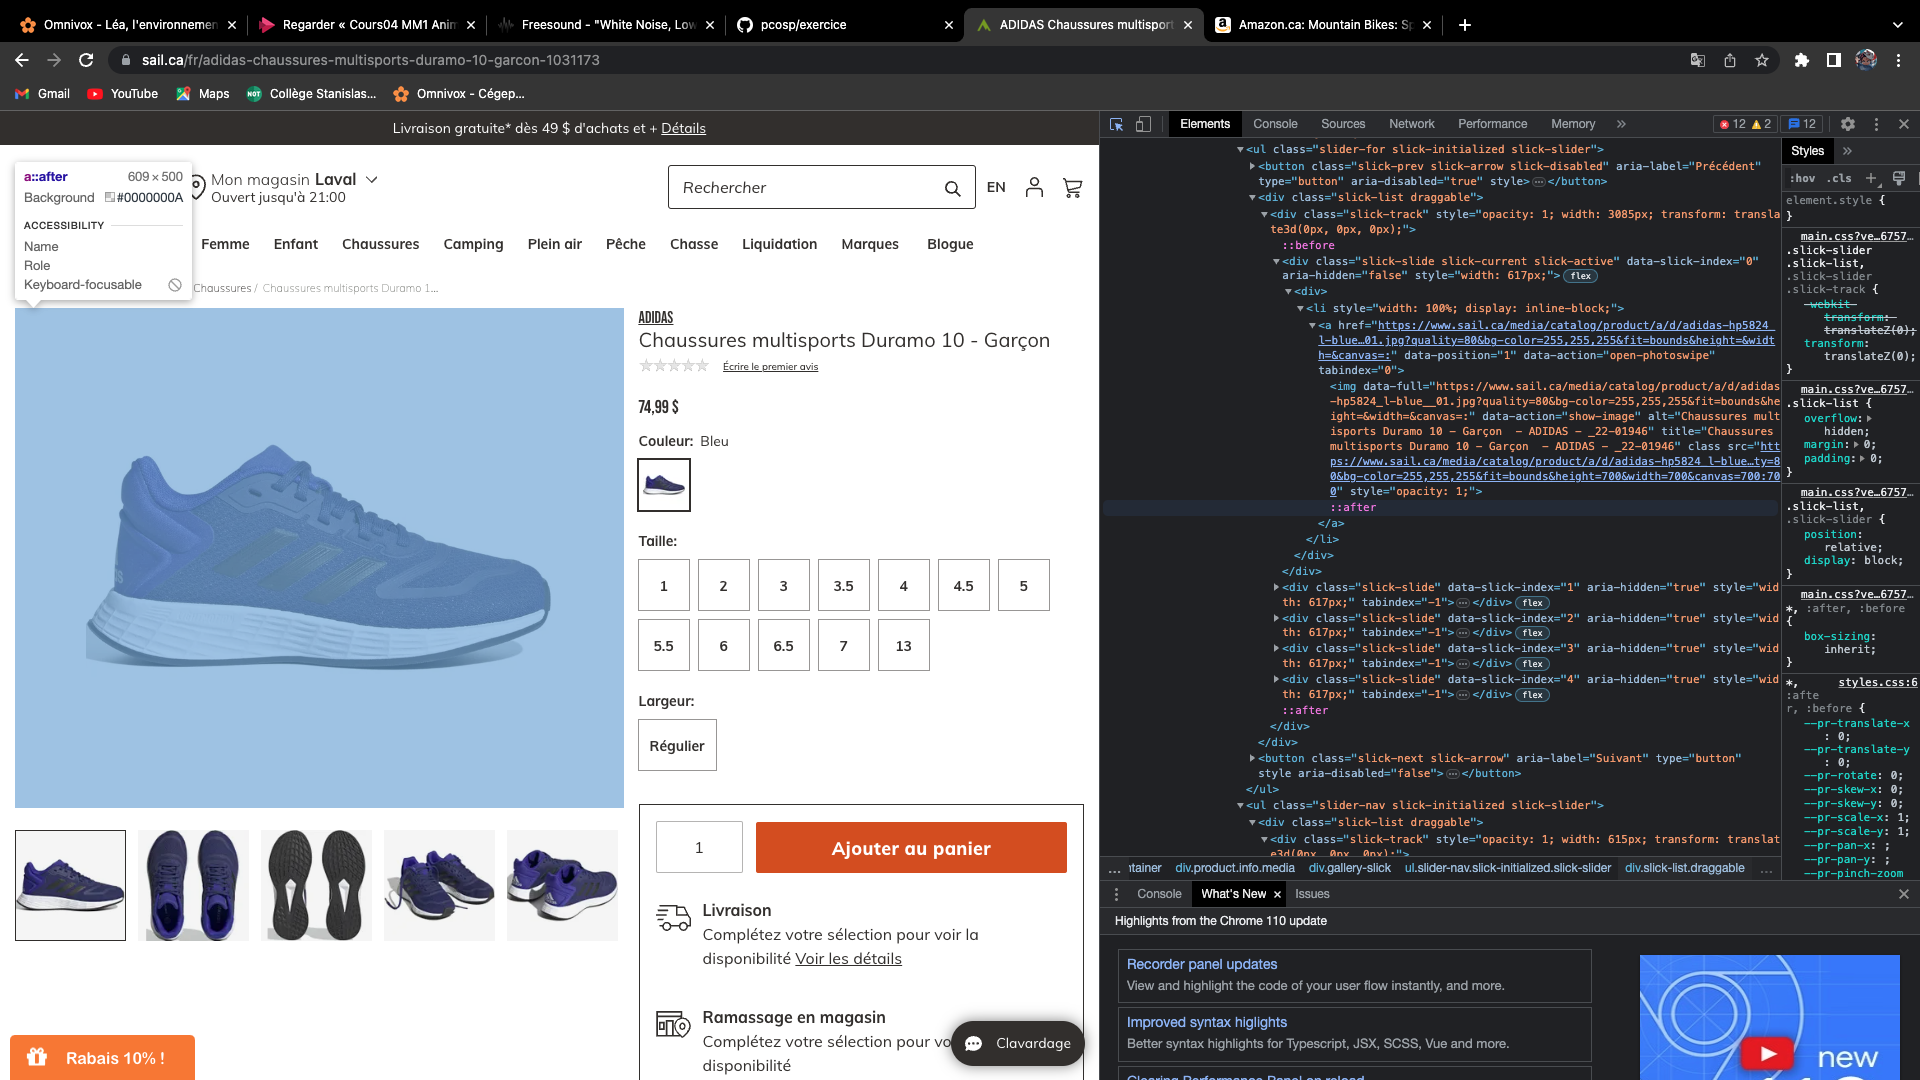 Omnivox - Léa, l'environnemen
Regarder « Cours04 MM1 Anim
Freesound - "White Noise, Low
pcosp/exercice
ADIDAS Chaussures multisport
Amazon.ca: Mountain Bikes: Sp
sail.ca/fr/adidas-chaussures-multisports-duramo-10-garcon-1031173
Gmail
YouTube
Maps
Collège Stanislas...
Omnivox - Cégep...
Livraison gratuite* dès 49 $ d'achats et + Détails
a::after 609 × 500
Background #0000000A
ACCESSIBILITY
Name
Role
Keyboard-focusable
Mon magasin Laval
Ouvert jusqu'à 21:00
Rechercher
EN
Femme Enfant Chaussures Camping Plein air Pêche Chasse Liquidation Marques Blogue
Chaussures / Chaussures multisports Duramo 1...
ADIDAS
Chaussures multisports Duramo 10 - Garçon
Écrire le premier avis
74,99 $
Couleur: Bleu
Taille:
1 2 3 3.5 4 4.5 5
5.5 6 6.5 7 13
Largeur:
Régulier
1
Ajouter au panier
Livraison
Complétez votre sélection pour voir la
disponibilité Voir les détails
Ramassage en magasin
Complétez votre sélection pour vo
disponibilité
Clavardage
Rabais 10% !
Elements Console Sources Network Performance Memory » 12 2 12
<ul class="slider-for slick-initialized slick-slider">
<button class="slick-prev slick-arrow slick-disabled" aria-label="Précédent"
type="button" aria-disabled="true" style>…</button>
<div class="slick-list draggable">
<div class="slick-track" style="opacity: 1; width: 3085px; transform: transla
te3d(0px, 0px, 0px);">
::before
<div class="slick-slide slick-current slick-active" data-slick-index="0"
aria-hidden="false" style="width: 617px;"> flex
<div>
<li style="width: 100%; display: inline-block;">
<a href="https://www.sail.ca/media/catalog/product/a/d/adidas-hp5824_
l-blue…01.jpg?quality=80&bg-color=255,255,255&fit=bounds&height=&widt
h=&canvas=:" data-position="1" data-action="open-photoswipe"
tabindex="0">
<img data-full="https://www.sail.ca/media/catalog/product/a/d/adidas
-hp5824_l-blue__01.jpg?quality=80&bg-color=255,255,255&fit=bounds&he
ight=&width=&canvas=:" data-action="show-image" alt="Chaussures mult
isports Duramo 10 - Garçon  - ADIDAS - _22-01946" title="Chaussures
multisports Duramo 10 - Garçon  - ADIDAS - _22-01946" class src="htt
ps://www.sail.ca/media/catalog/product/a/d/adidas-hp5824_l-blue…ty=8
0&bg-color=255,255,255&fit=bounds&height=700&width=700&canvas=700:70
0" style="opacity: 1;">
::after
</a>
</li>
</div>
</div>
<div class="slick-slide" data-slick-index="1" aria-hidden="true" style="wid
th: 617px;" tabindex="-1">…</div> flex
<div class="slick-slide" data-slick-index="2" aria-hidden="true" style="wid
th: 617px;" tabindex="-1">…</div> flex
<div class="slick-slide" data-slick-index="3" aria-hidden="true" style="wid
th: 617px;" tabindex="-1">…</div> flex
<div class="slick-slide" data-slick-index="4" aria-hidden="true" style="wid
th: 617px;" tabindex="-1">…</div> flex
::after
</div>
</div>
<button class="slick-next slick-arrow" aria-label="Suivant" type="button"
style aria-disabled="false">…</button>
</ul>
<ul class="slider-nav slick-initialized slick-slider">
<div class="slick-list draggable">
<div class="slick-track" style="opacity: 1; width: 615px; transform: translat
e3d(0px, 0px, 0px);">
... ntainer div.product.info.media div.gallery-slick ul.slider-nav.slick-initialized.slick-slider div.slick-list.draggable ...
Styles »
:hov .cls +
element.style {
}
main.css?ve…6757…
.slick-slider
.slick-list,
.slick-slider
.slick-track {
-webkit-
transform:
translateZ(0);
transform:
translateZ(0);
}
main.css?ve…6757…
.slick-list {
overflow:
hidden;
margin: 0;
padding: 0;
}
main.css?ve…6757…
.slick-list,
.slick-slider {
position:
relative;
display: block;
}
main.css?ve…6757…
*, :after, :before
{
box-sizing:
inherit;
}
*, styles.css:6
:afte
r, :before {
--pr-translate-x
: 0;
--pr-translate-y
: 0;
--pr-rotate: 0;
--pr-skew-x: 0;
--pr-skew-y: 0;
--pr-scale-x: 1;
--pr-scale-y: 1;
--pr-pan-x: ;
--pr-pan-y: ;
--pr-pinch-zoom
Console What's New × Issues
Highlights from the Chrome 110 update
Recorder panel updates
View and highlight the code of your user flow instantly, and more.
Improved syntax higlights
Better syntax highlights for Typescript, JSX, SCSS, Vue and more.
Clearing Performance Panel on reload
new